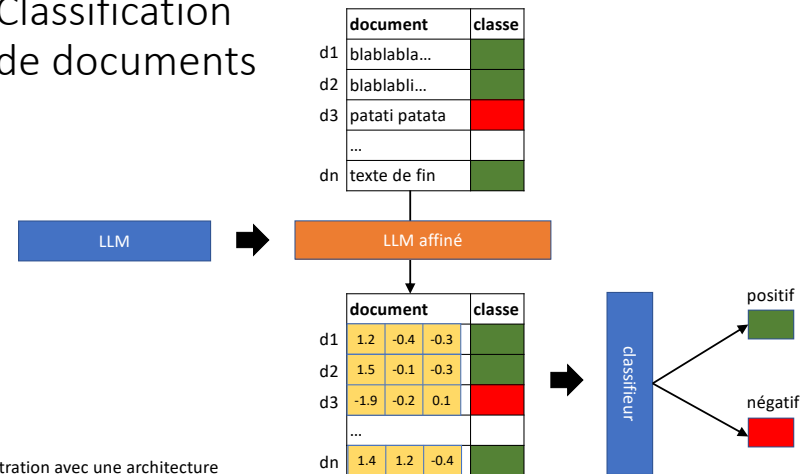 Classification
de documents
document classe
d1 blablabla...
d2 blablabli...
d3 patati patata
...
dn texte de fin
LLM
LLM affiné
document classe
d1 1.2 -0.4 -0.3
d2 1.5 -0.1 -0.3
d3 -1.9 -0.2 0.1
...
dn 1.4 1.2 -0.4
classifieur
positif
négatif
avec une architecture